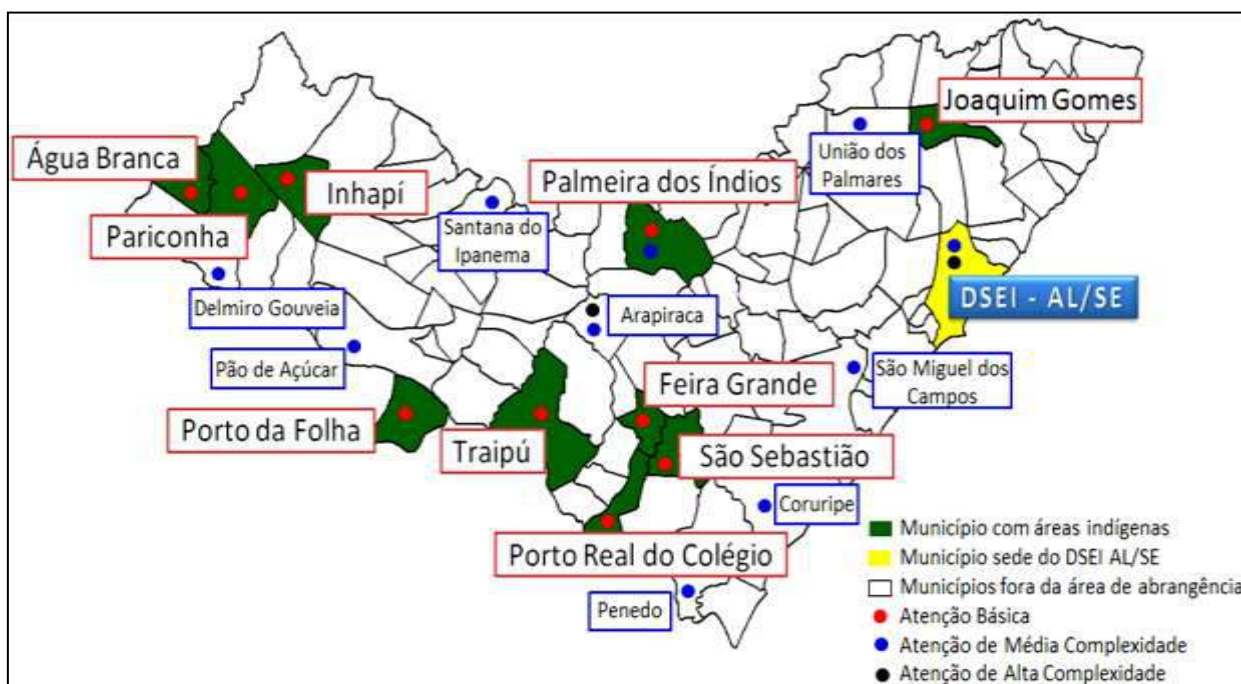 Joaquim Gomes
Água Branca
União dos
Palmares
Palmeira dos Índios
Inhapí
Santana do
Ipanema
Pariconha
DSEI - AL/SE
Delmiro Gouveia
Arapiraca
Pão de Açúcar
São Miguel dos
Campos
Feira Grande
Porto da Folha
Traipú
São Sebastião
Coruripe
Porto Real do Colégio
Penedo
Município com áreas indígenas
Município sede do DSEI AL/SE
Municípios fora da área de abrangência
Atenção Básica
Atenção de Média Complexidade
Atenção de Alta Complexidade